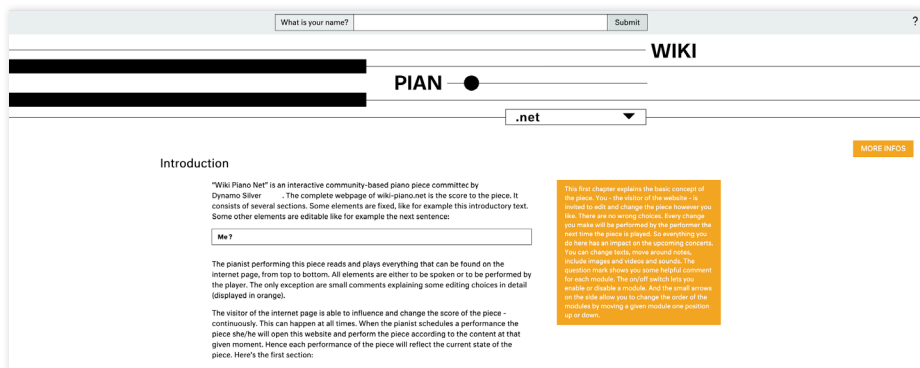 What is your name?
Submit
?
WIKI
PIAN
.net
MORE INFOS
Introduction
"Wiki Piano Net" is an interactive community-based piano piece committed by
Dynamo Silver . The complete webpage of wiki-piano.net is the score to the piece. It
consists of several sections. Some elements are fixed, like for example this introductory text.
Some other elements are editable like for example the next sentence:
Me?
The pianist performing this piece reads and plays everything that can be found on the
internet page, from top to bottom. All elements are either to be spoken or to be performed by
the player. The only exception are small comments explaining some editing choices in detail
(displayed in orange).
The visitor of the internet page is able to influence and change the score of the piece -
continuously. This can happen at all times. When the pianist schedules a performance the
piece she/he will open this website and perform the piece according to the content at that
given moment. Hence each performance of the piece will reflect the current state of the
piece. Here's the first section:
This first chapter explains the basic concept of
the piece. You - the visitor of the website - is
invited to edit and change the piece however you
like. There are no wrong choices. Every change
you make will be performed by the performer the
next time the piece is played. So everything you
do here has an impact on the upcoming concerts.
You can change texts, move around notes,
include images and videos and sounds. The
question mark shows you some helpful comment
for each module. The on/off switch lets you
enable or disable a module. And the small arrows
on the side allow you to change the order of the
modules by moving a given module one position
up or down.